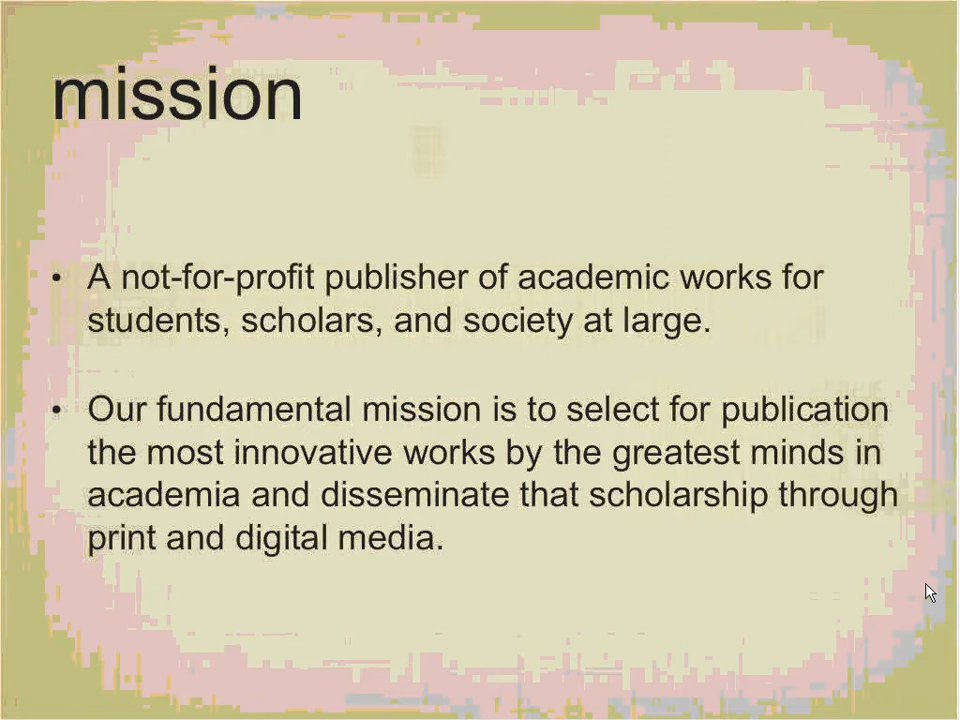 mission
• A not-for-profit publisher of academic works for
students, scholars, and society at large.
• Our fundamental mission is to select for publication
the most innovative works by the greatest minds in
academia and disseminate that scholarship through
print and digital media.